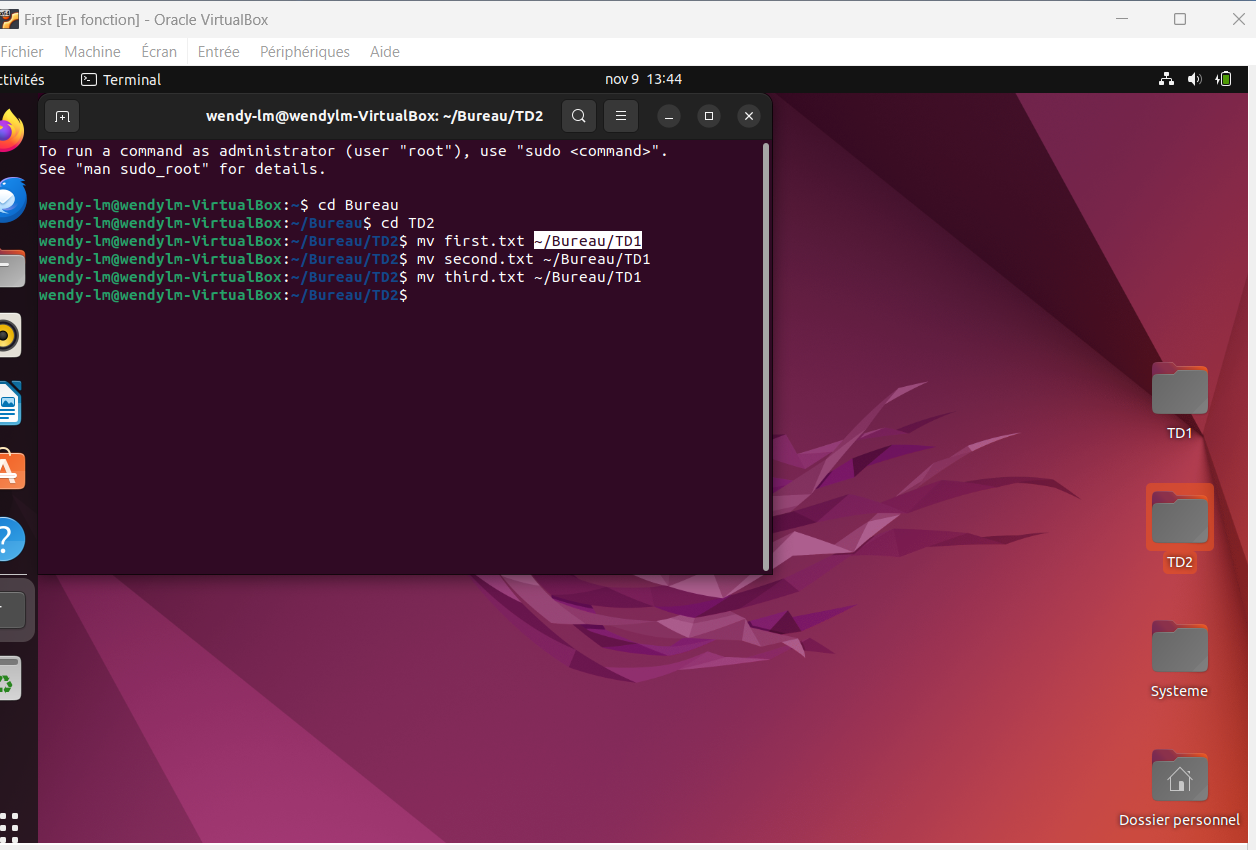 First [En fonction] - Oracle VirtualBox
Fichier Machine Écran Entrée Périphériques Aide
ctivités Terminal nov 9 13:44
wendy-lm@wendylm-VirtualBox: ~/Bureau/TD2
To run a command as administrator (user "root"), use "sudo <command>".
See "man sudo_root" for details.
wendy-lm@wendylm-VirtualBox:~$ cd Bureau
wendy-lm@wendylm-VirtualBox:~/Bureau$ cd TD2
wendy-lm@wendylm-VirtualBox:~/Bureau/TD2$ mv first.txt ~/Bureau/TD1
wendy-lm@wendylm-VirtualBox:~/Bureau/TD2$ mv second.txt ~/Bureau/TD1
wendy-lm@wendylm-VirtualBox:~/Bureau/TD2$ mv third.txt ~/Bureau/TD1
wendy-lm@wendylm-VirtualBox:~/Bureau/TD2$
TD1
TD2
Systeme
Dossier personnel